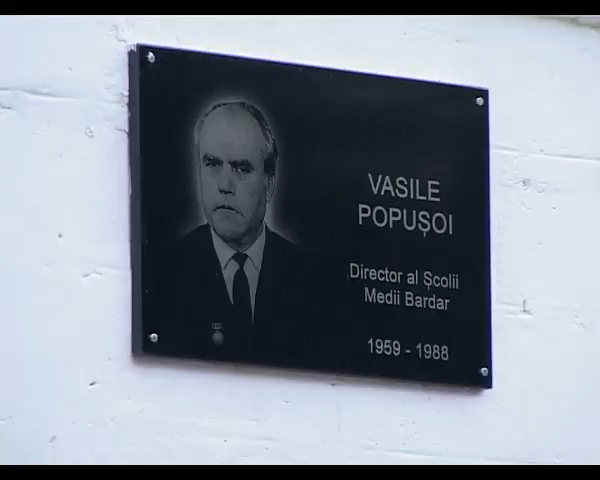 VASILE
POPUȘOI
Director al Școlii
Medii Bardar
1959 - 1988